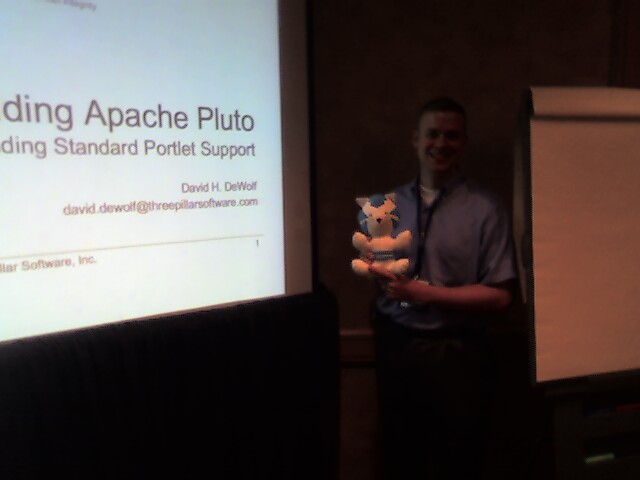 ding Apache Pluto
ding Standard Portlet Support
David H. DeWolf
david.dewolf@threepillarsoftware.com
1
llar Software, Inc.